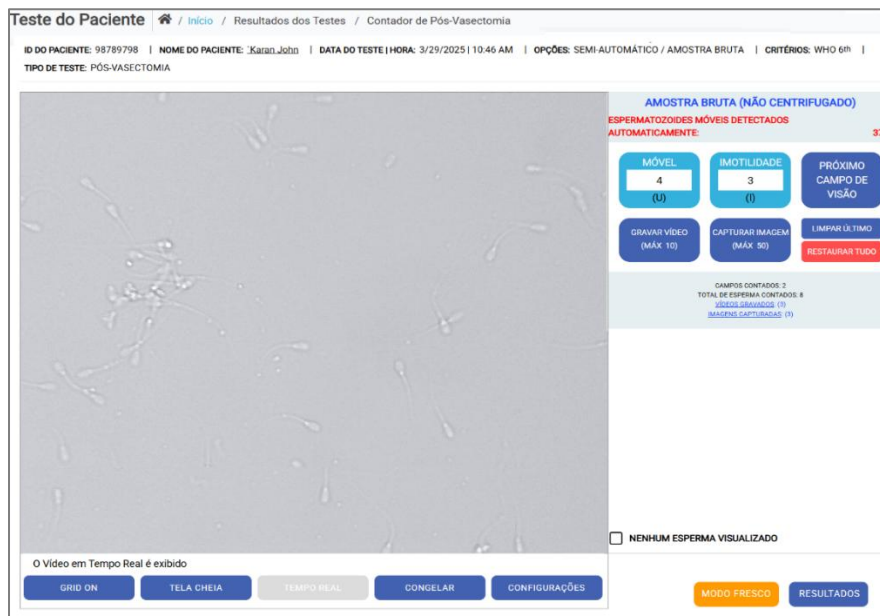 Teste do Paciente / Início / Resultados dos Testes / Contador de Pós-Vasectomia
ID DO PACIENTE: 98789798 | NOME DO PACIENTE: `Karan John | DATA DO TESTE | HORA: 3/29/2025 | 10:46 AM | OPÇÕES: SEMI-AUTOMÁTICO / AMOSTRA BRUTA | CRITÉRIOS: WHO 6th |
TIPO DE TESTE: PÓS-VASECTOMIA
AMOSTRA BRUTA (NÃO CENTRIFUGADO)
ESPERMATOZOIDES MÓVEIS DETECTADOS
AUTOMATICAMENTE: 37
MÓVEL
4
(U)
IMOTILIDADE
3
(I)
PRÓXIMO
CAMPO DE
VISÃO
GRAVAR VÍDEO
(MÁX 10)
CAPTURAR IMAGEM
(MÁX 50)
LIMPAR ÚLTIMO
RESTAURAR TUDO
CAMPOS CONTADOS: 2
TOTAL DE ESPERMA CONTADOS: 8
VÍDEOS GRAVADOS: (3)
IMAGENS CAPTURADAS: (3)
NENHUM ESPERMA VISUALIZADO
O Vídeo em Tempo Real é exibido
GRID ON
TELA CHEIA
TEMPO REAL
CONGELAR
CONFIGURAÇÕES
MODO FRESCO
RESULTADOS